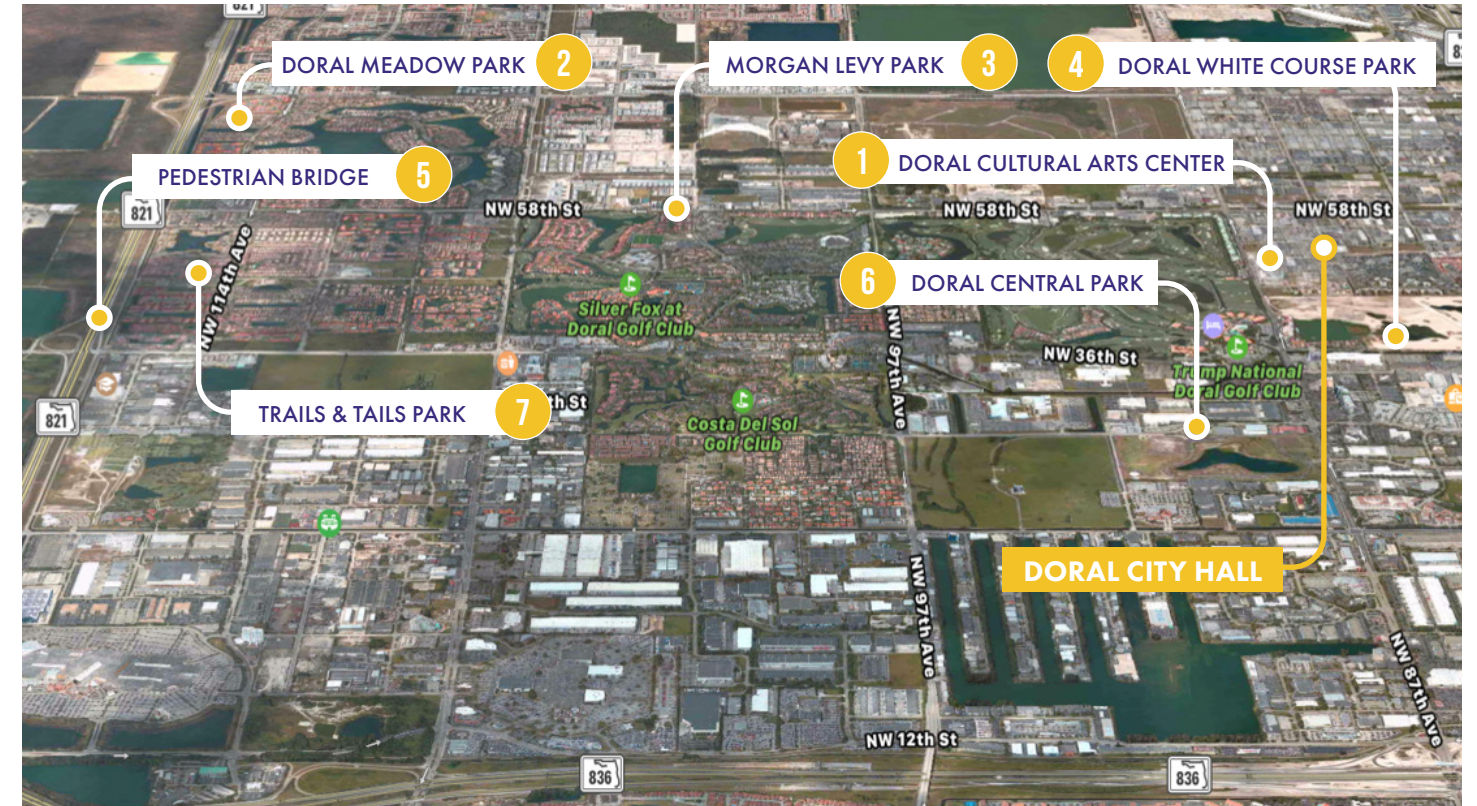 821
DORAL MEADOW PARK 2
MORGAN LEVY PARK 3
4 DORAL WHITE COURSE PARK
1 DORAL CULTURAL ARTS CENTER
PEDESTRIAN BRIDGE 5
821
NW 58th St
NW 58th St
NW 58th St
NW 114th Ave
6 DORAL CENTRAL PARK
Silver Fox at
Doral Golf Club
NW 97th Ave
NW 36th St
Trump National
Doral Golf Club
TRAILS & TAILS PARK 7
th St
821
Costa Del Sol
Golf Club
DORAL CITY HALL
NW 97th Ave
NW 87th Ave
NW 12th St
836
836